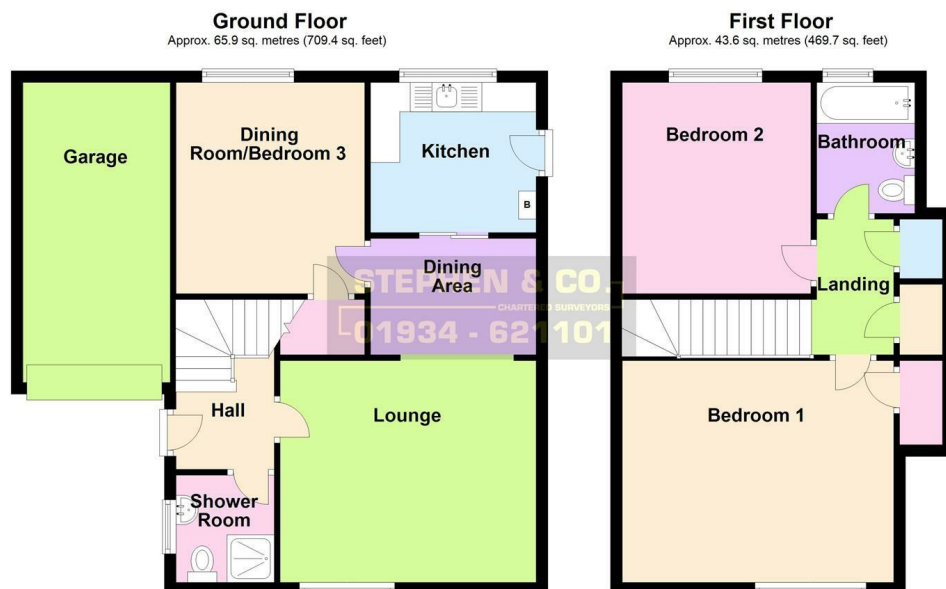 Ground Floor
Approx. 65.9 sq. metres (709.4 sq. feet)
Garage
Dining
Room/Bedroom 3
Kitchen
B
Dining
Area
Hall
Lounge
Shower
Room
First Floor
Approx. 43.6 sq. metres (469.7 sq. feet)
Bedroom 2
Bathroom
Landing
Bedroom 1
STEPHEN & CO.
CHARTERED SURVEYORS
01934 - 621101